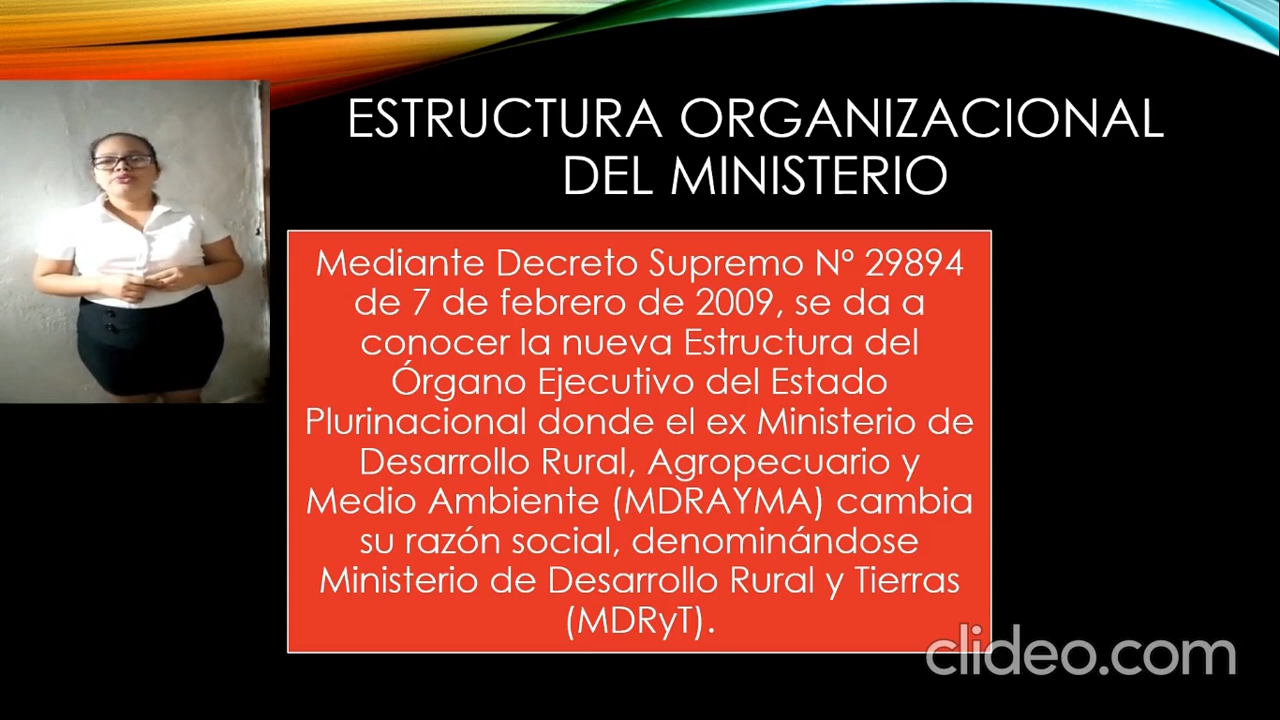 ESTRUCTURA ORGANIZACIONAL
DEL MINISTERIO
Mediante Decreto Supremo Nº 29894
de 7 de febrero de 2009, se da a
conocer la nueva Estructura del
Órgano Ejecutivo del Estado
Plurinacional donde el ex Ministerio de
Desarrollo Rural, Agropecuario y
Medio Ambiente (MDRAYMA) cambia
su razón social, denominándose
Ministerio de Desarrollo Rural y Tierras
(MDRyT).
clideo.com